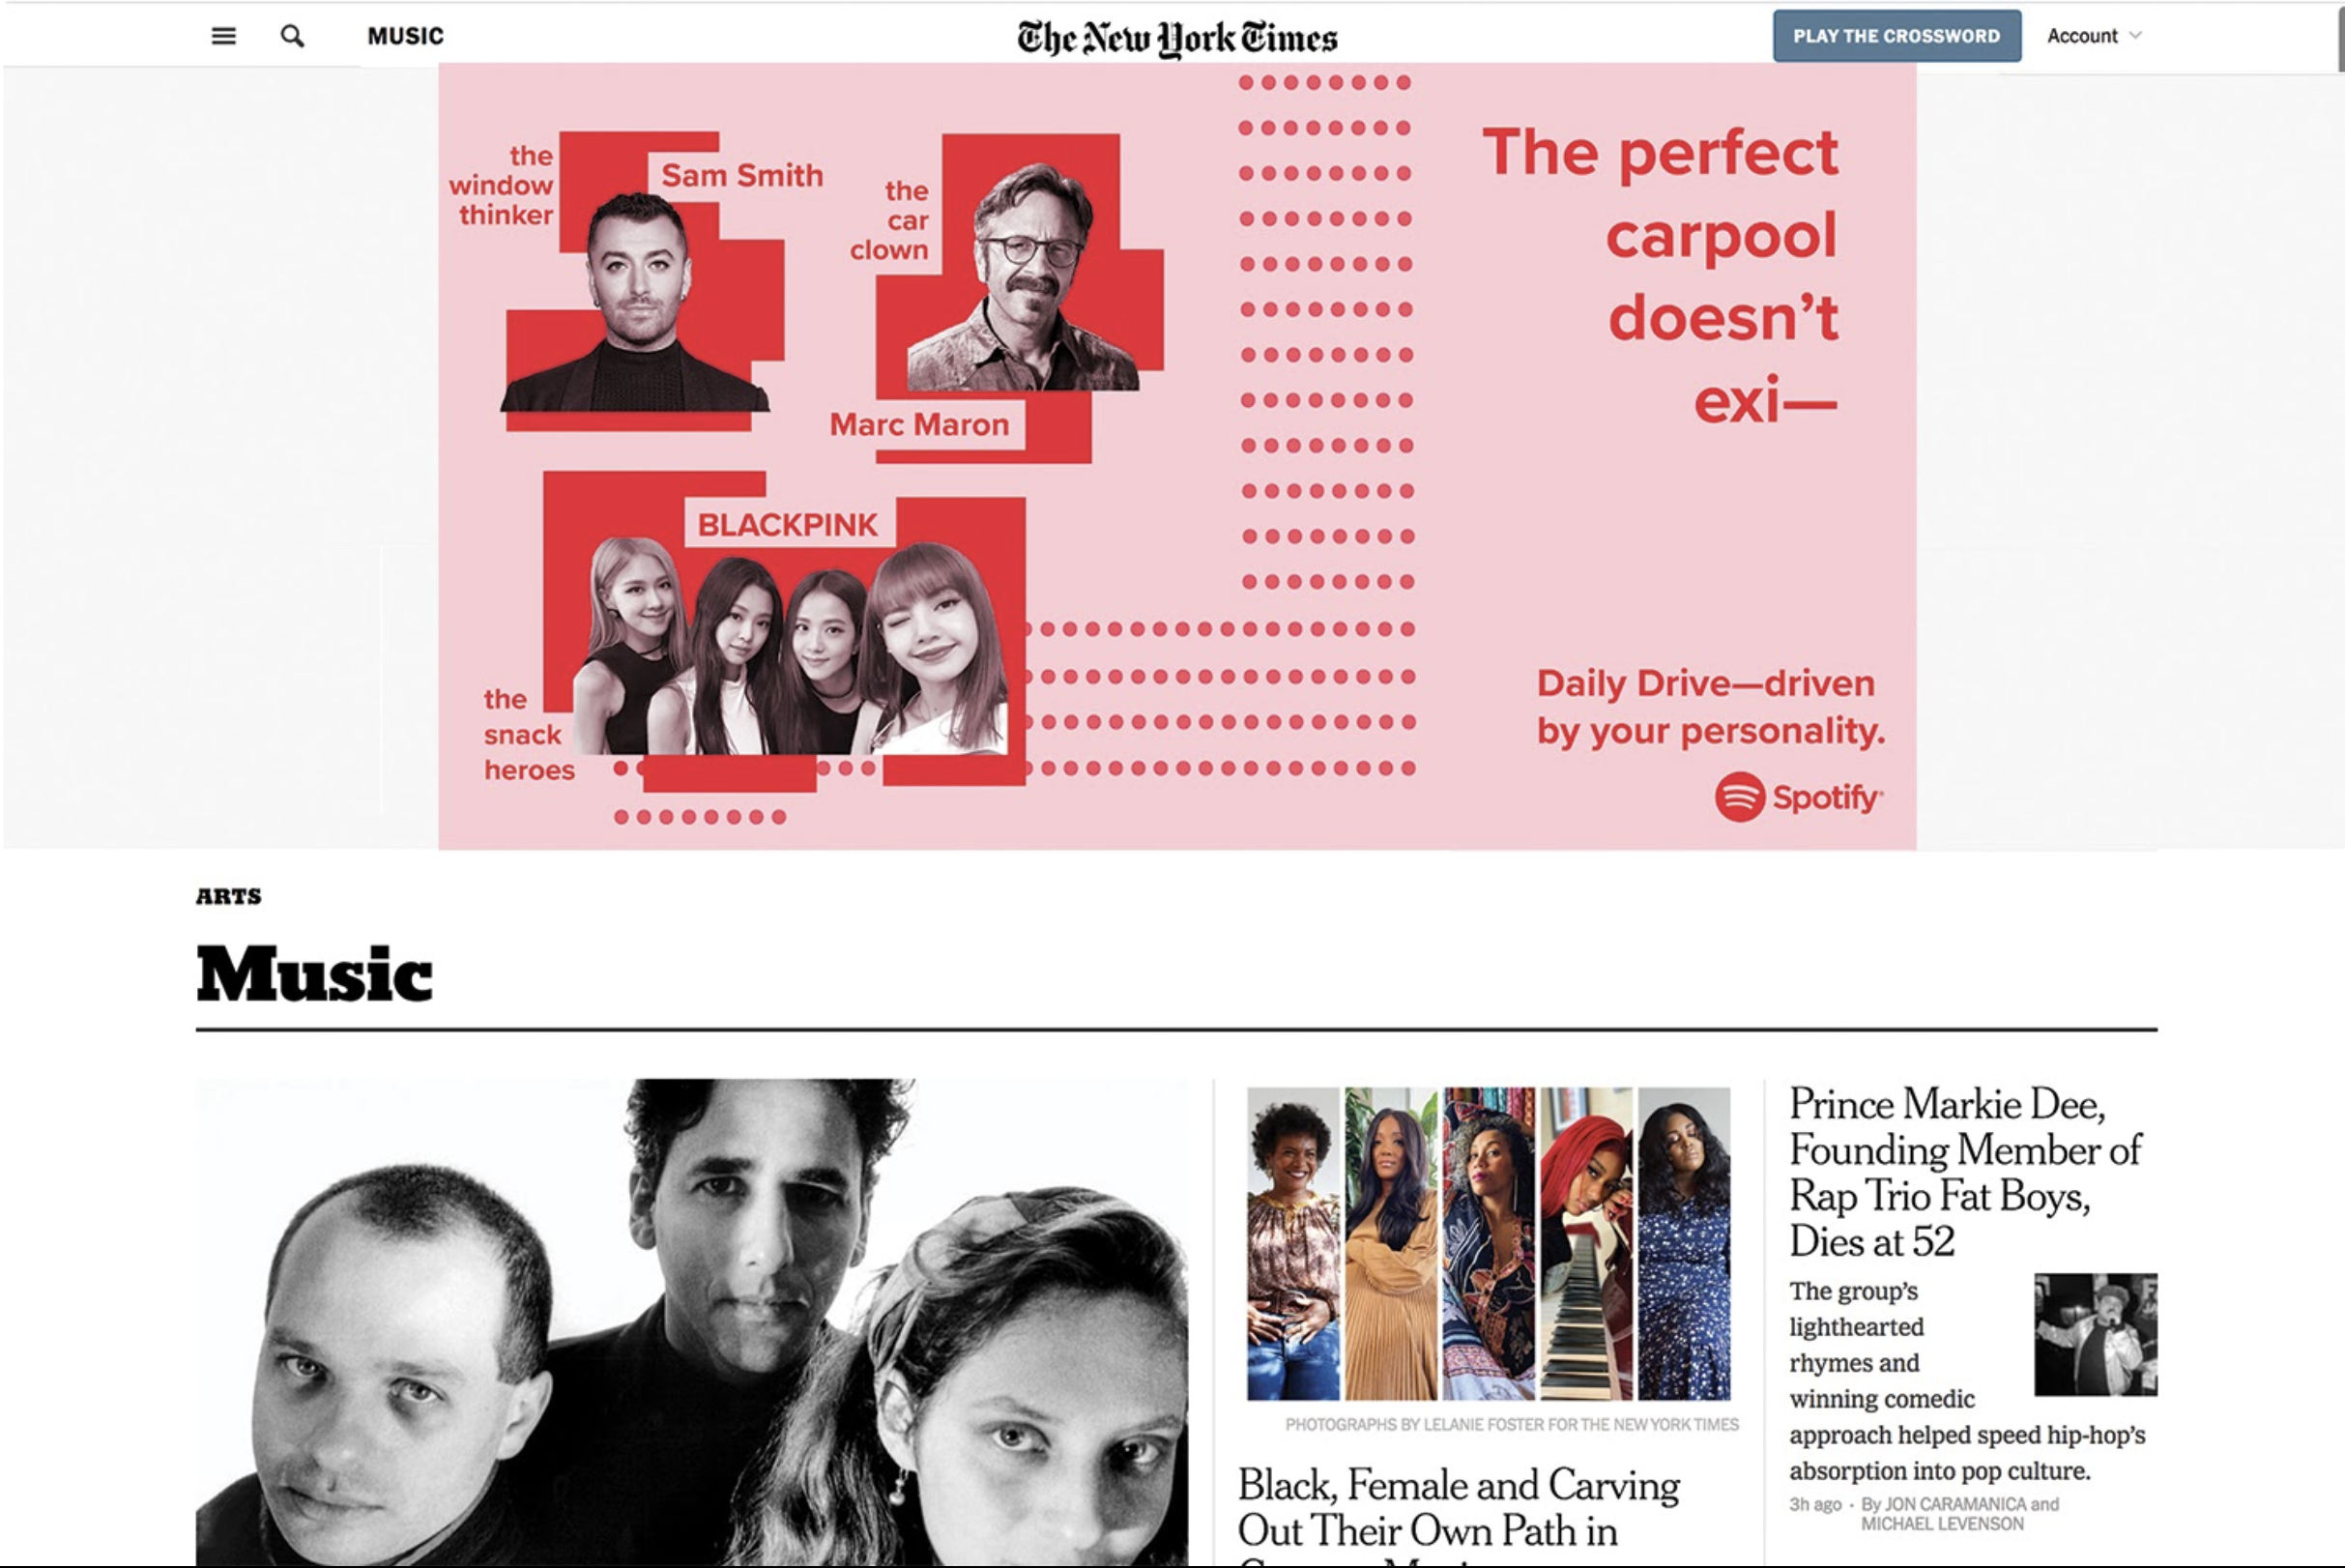 MUSIC
The New York Times
PLAY THE CROSSWORD
Account
the
window
thinker
Sam Smith
the
car
clown
Marc Maron
BLACKPINK
the
snack
heroes
The perfect
carpool
doesn’t
exi—
Daily Drive—driven
by your personality.
Spotify
ARTS
Music
PHOTOGRAPHS BY LELANIE FOSTER FOR THE NEW YORK TIMES
Black, Female and Carving
Out Their Own Path in
Prince Markie Dee,
Founding Member of
Rap Trio Fat Boys,
Dies at 52
The group’s
lighthearted
rhymes and
winning comedic
approach helped speed hip-hop’s
absorption into pop culture.
3h ago · By JON CARAMANICA and
MICHAEL LEVENSON